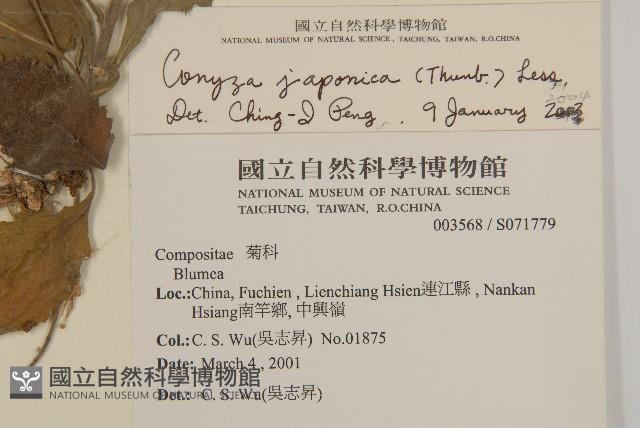 國立自然科學博物館
NATIONAL MUSEUM OF NATURAL SCIENCE, TAICHUNG, TAIWAN, R.O.CHINA
Conyza japonica (Thunb.) Less.
Det. Ching-I Peng, 9 January 2003
2004
國立自然科學博物館
NATIONAL MUSEUM OF NATURAL SCIENCE
TAICHUNG, TAIWAN, R.O.CHINA
003568 / S071779
Compositae 菊科
Blumea
Loc.:China, Fuchien , Lienchiang Hsien連江縣 , Nankan
Hsiang南竿鄉, 中興嶺
Col.:C. S. Wu(吳志昇) No.01875
Date: March 4 , 2001
Det.: C. S. Wu(吳志昇)
國立自然科學博物館
NATIONAL MUSEUM OF NATURAL SCIENCE